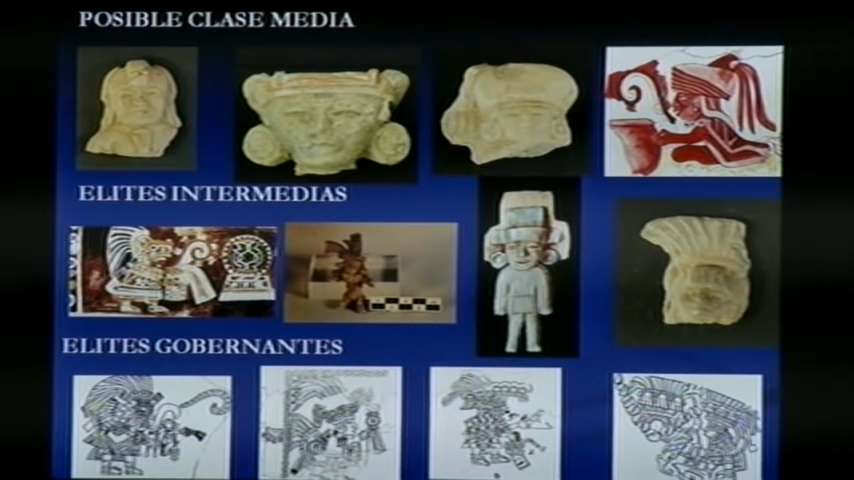 POSIBLE CLASE MEDIA
ELITES INTERMEDIAS
ELITES GOBERNANTES